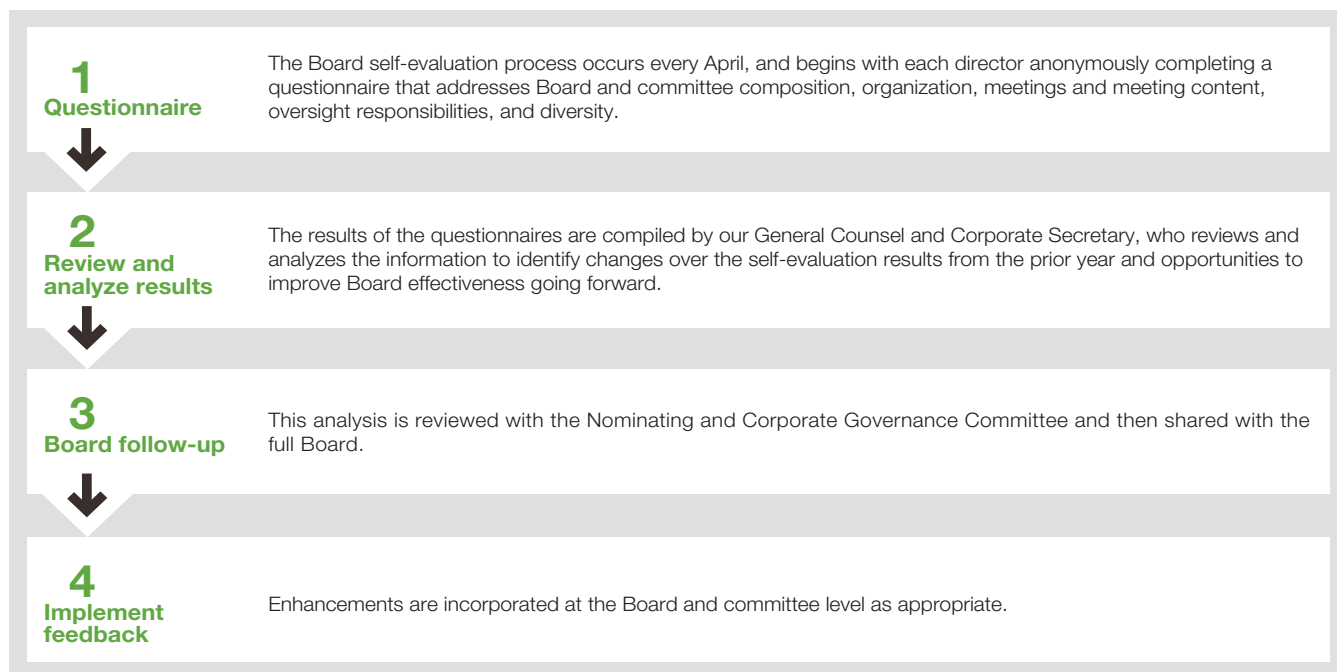 1
Questionnaire
The Board self-evaluation process occurs every April, and begins with each director anonymously completing a
questionnaire that addresses Board and committee composition, organization, meetings and meeting content,
oversight responsibilities, and diversity.
2
Review and
analyze results
The results of the questionnaires are compiled by our General Counsel and Corporate Secretary, who reviews and
analyzes the information to identify changes over the self-evaluation results from the prior year and opportunities to
improve Board effectiveness going forward.
3
Board follow-up
This analysis is reviewed with the Nominating and Corporate Governance Committee and then shared with the
full Board.
4
Implement
feedback
Enhancements are incorporated at the Board and committee level as appropriate.